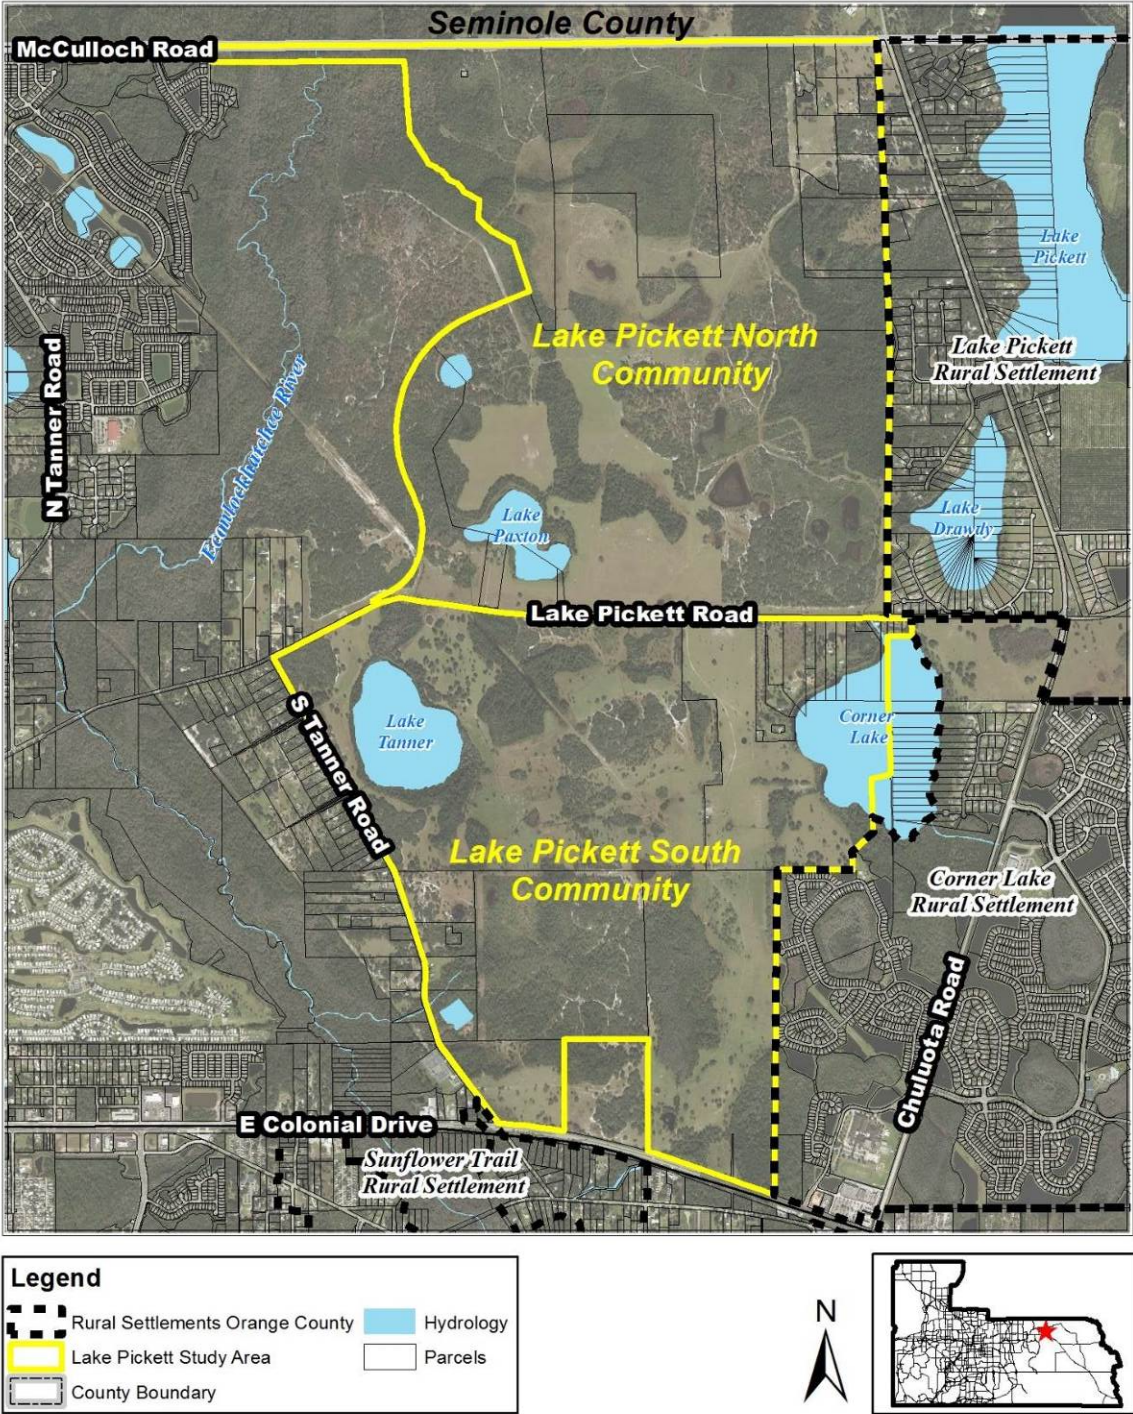 Seminole County
McCulloch Road
Lake
Pickett
Lake Pickett North
Community
Lake Pickett
Rural Settlement
N Tanner Road
Econlockhatchee River
Lake
Paxton
Lake
Drawdy
Lake Pickett Road
S Tanner Road
Lake
Tanner
Corner
Lake
Lake Pickett South
Community
Corner Lake
Rural Settlement
Chuluota Road
E Colonial Drive
Sunflower Trail
Rural Settlement
Legend
Rural Settlements Orange County
Hydrology
Lake Pickett Study Area
Parcels
County Boundary
N